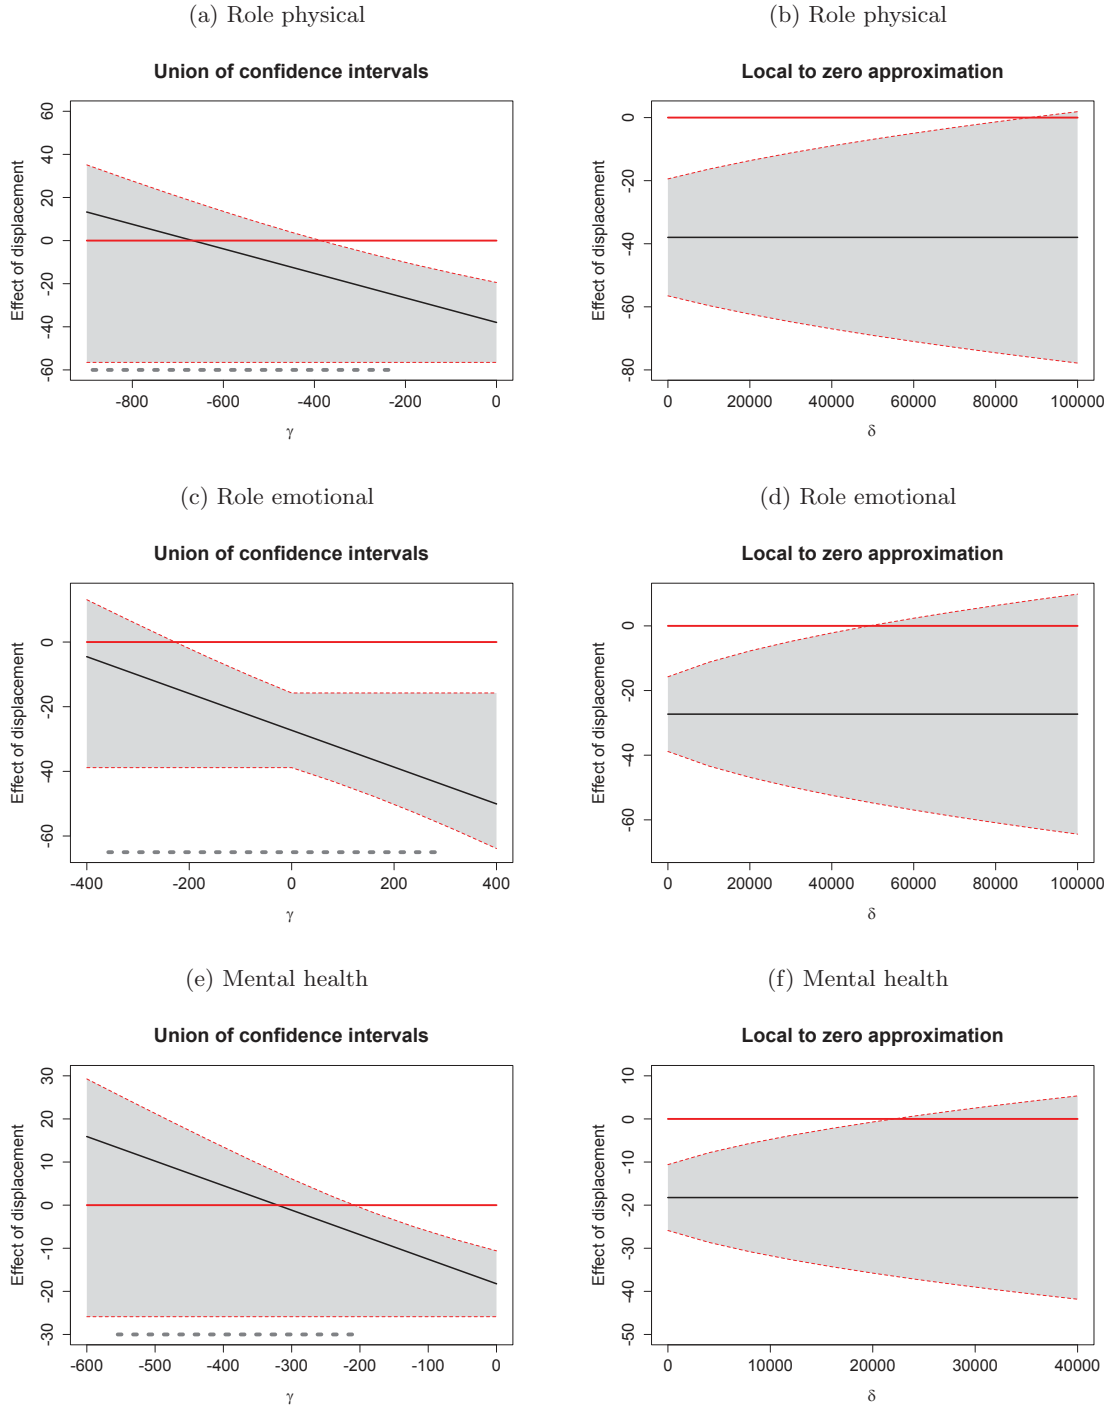 (a) Role physical
Union of confidence intervals
Effect of displacement
60
40
20
0
-20
-40
-60
-800 -600 -400 -200 0
γ
(b) Role physical
Local to zero approximation
Effect of displacement
0
-20
-40
-60
-80
0 20000 40000 60000 80000 100000
δ
(c) Role emotional
Union of confidence intervals
Effect of displacement
0
-20
-40
-60
-400 -200 0 200 400
γ
(d) Role emotional
Local to zero approximation
Effect of displacement
0
-20
-40
-60
0 20000 40000 60000 80000 100000
δ
(e) Mental health
Union of confidence intervals
Effect of displacement
30
20
10
0
-10
-20
-30
-600 -500 -400 -300 -200 -100 0
γ
(f) Mental health
Local to zero approximation
Effect of displacement
10
0
-10
-20
-30
-40
-50
0 10000 20000 30000 40000
δ